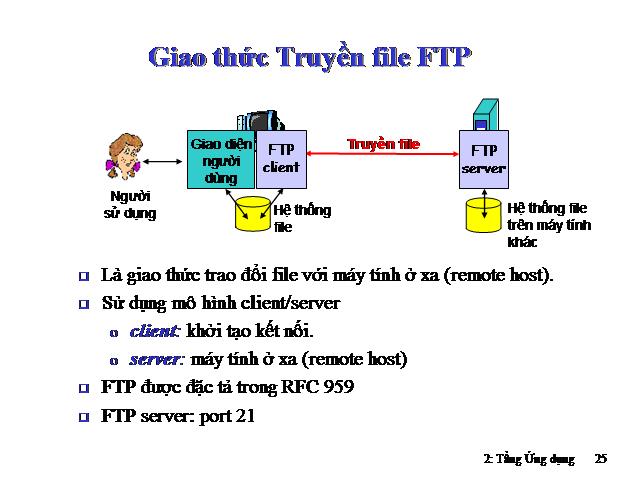 Giao thức Truyền file FTP
Giao diện
người
dùng
FTP
client
Truyền file
FTP
server
Người
sử dụng
Hệ thống
file
Hệ thống file
trên máy tính
khác
Là giao thức trao đổi file với máy tính ở xa (remote host).
Sử dụng mô hình client/server
client: khởi tạo kết nối.
server: máy tính ở xa (remote host)
FTP được đặc tả trong RFC 959
FTP server: port 21
2: Tầng Ứng dụng 25